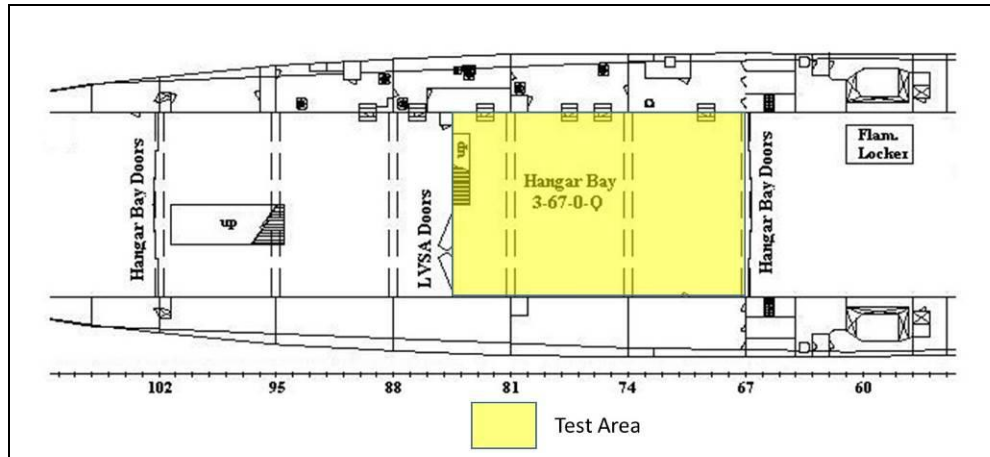 Hangar Bay Doors
up
LVSA Doors
up
Hangar Bay
3-67-0-Q
Hangar Bay Doors
Flam.
Locker
102 95 88 81 74 67 60
Test Area